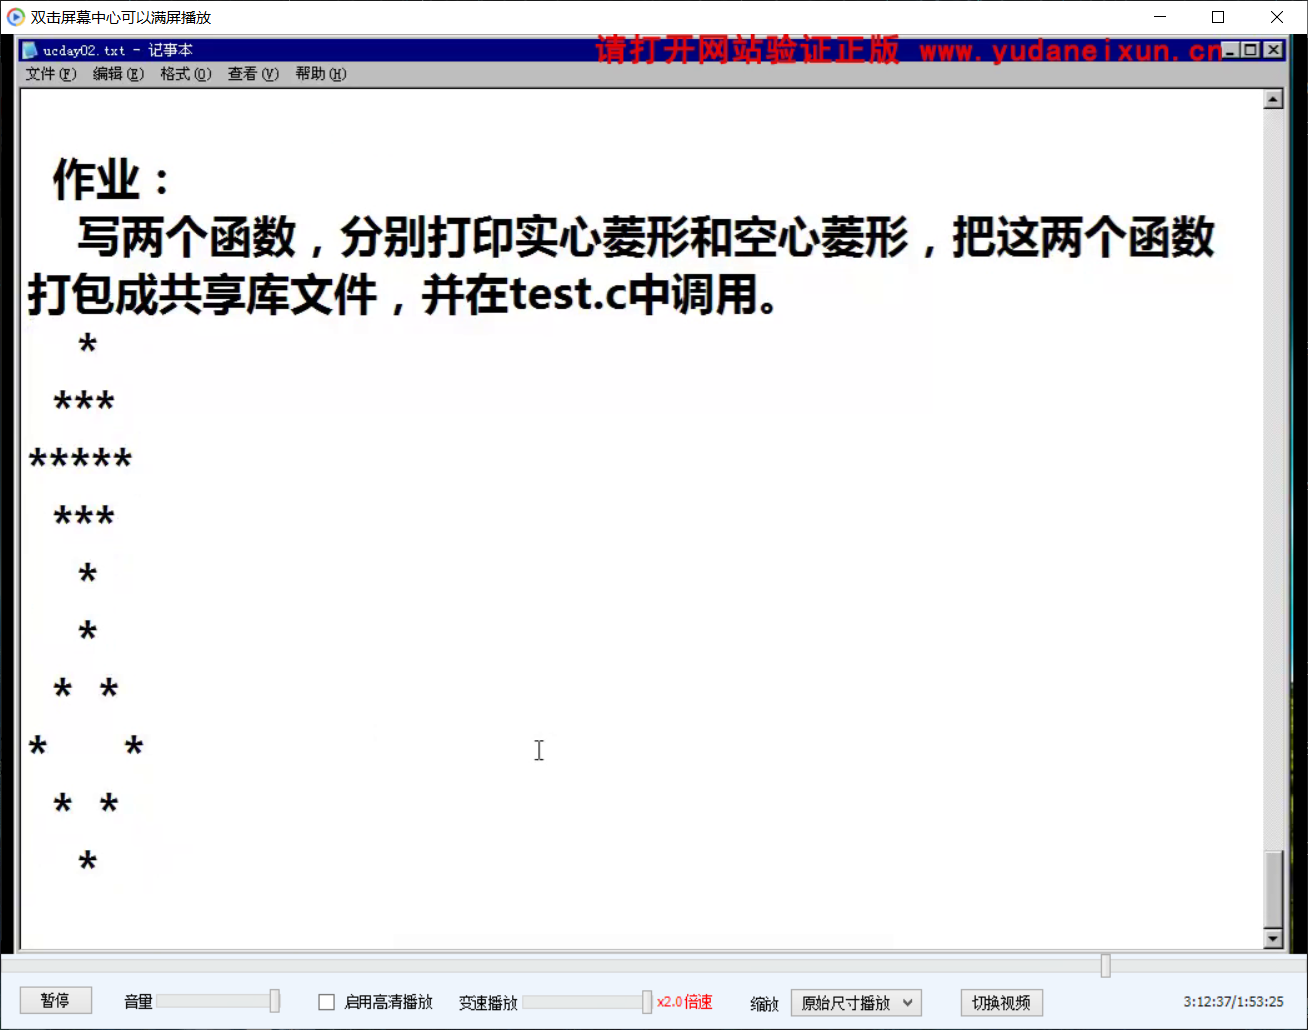 双击屏幕中心可以满屏播放
ucday02.txt - 记事本
请打开网站验证正版 www.yudaneixun.cn
文件(F) 编辑(E) 格式(O) 查看(V) 帮助(H)
作业：
写两个函数，分别打印实心菱形和空心菱形，把这两个函数
打包成共享库文件，并在test.c中调用。
*
***
*****
***
*
*
* *
*   *
* *
*
暂停 音量 启用高清播放 变速播放 x2.0倍速 缩放 原始尺寸播放 切换视频 3:12:37/1:53:25